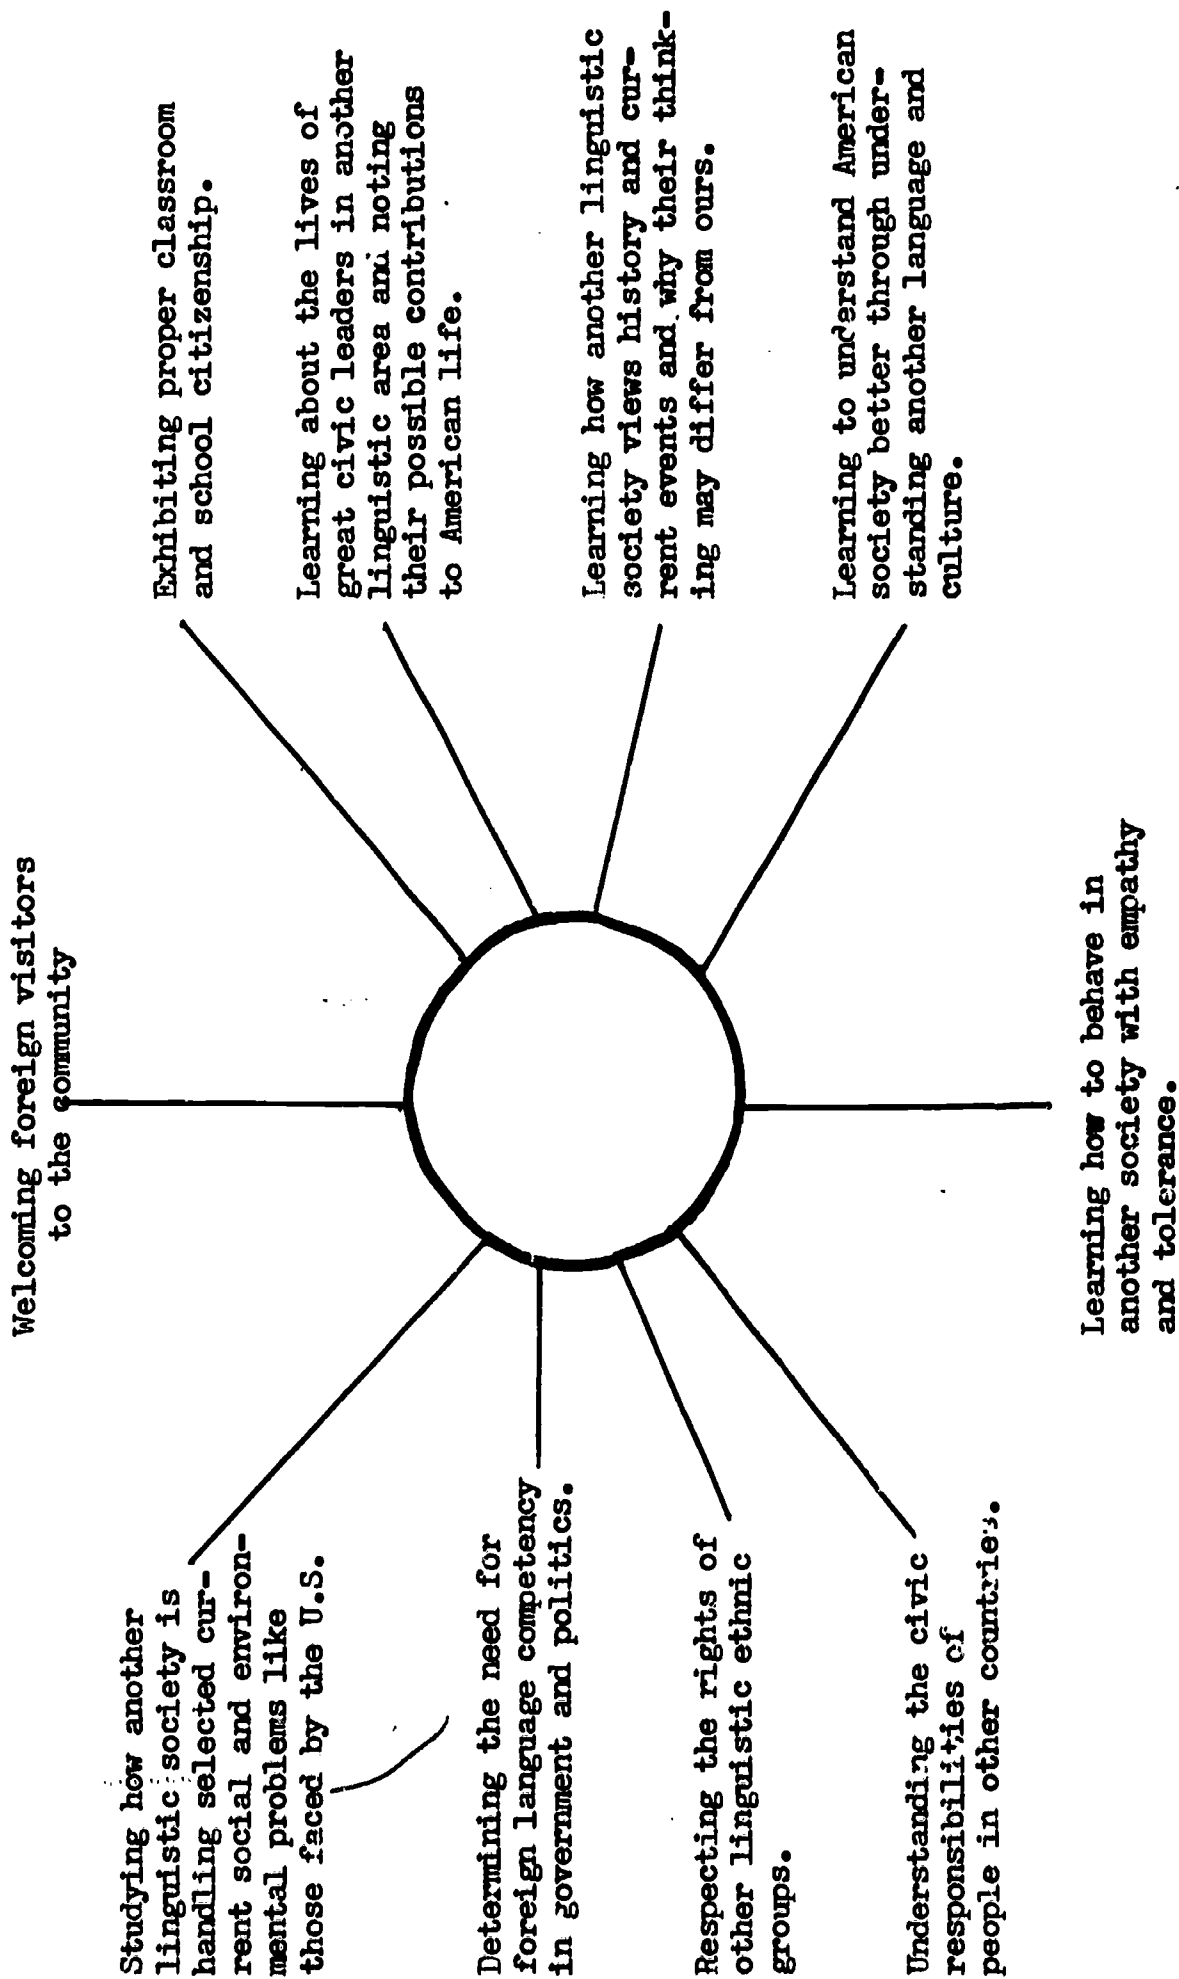 Welcoming foreign visitors
to the community
Exhibiting proper classroom
and school citizenship.
Learning about the lives of
great civic leaders in another
linguistic area and noting
their possible contributions
to American life.
Learning how another linguistic
society views history and cur-
rent events and why their think-
ing may differ from ours.
Learning to understand American
society better through under-
standing another language and
culture.
Learning how to behave in
another society with empathy
and tolerance.
Understanding the civic
responsibilities of
people in other countries.
Respecting the rights of
other linguistic ethnic
groups.
Determining the need for
foreign language competency
in government and politics.
Studying how another
linguistic society is
handling selected cur-
rent social and environ-
mental problems like
those faced by the U.S.